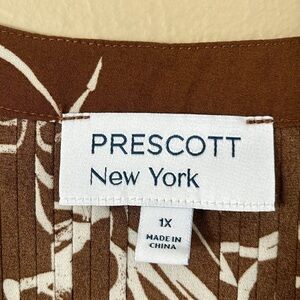 PRESCOTT
New York
1X
MADE IN
CHINA